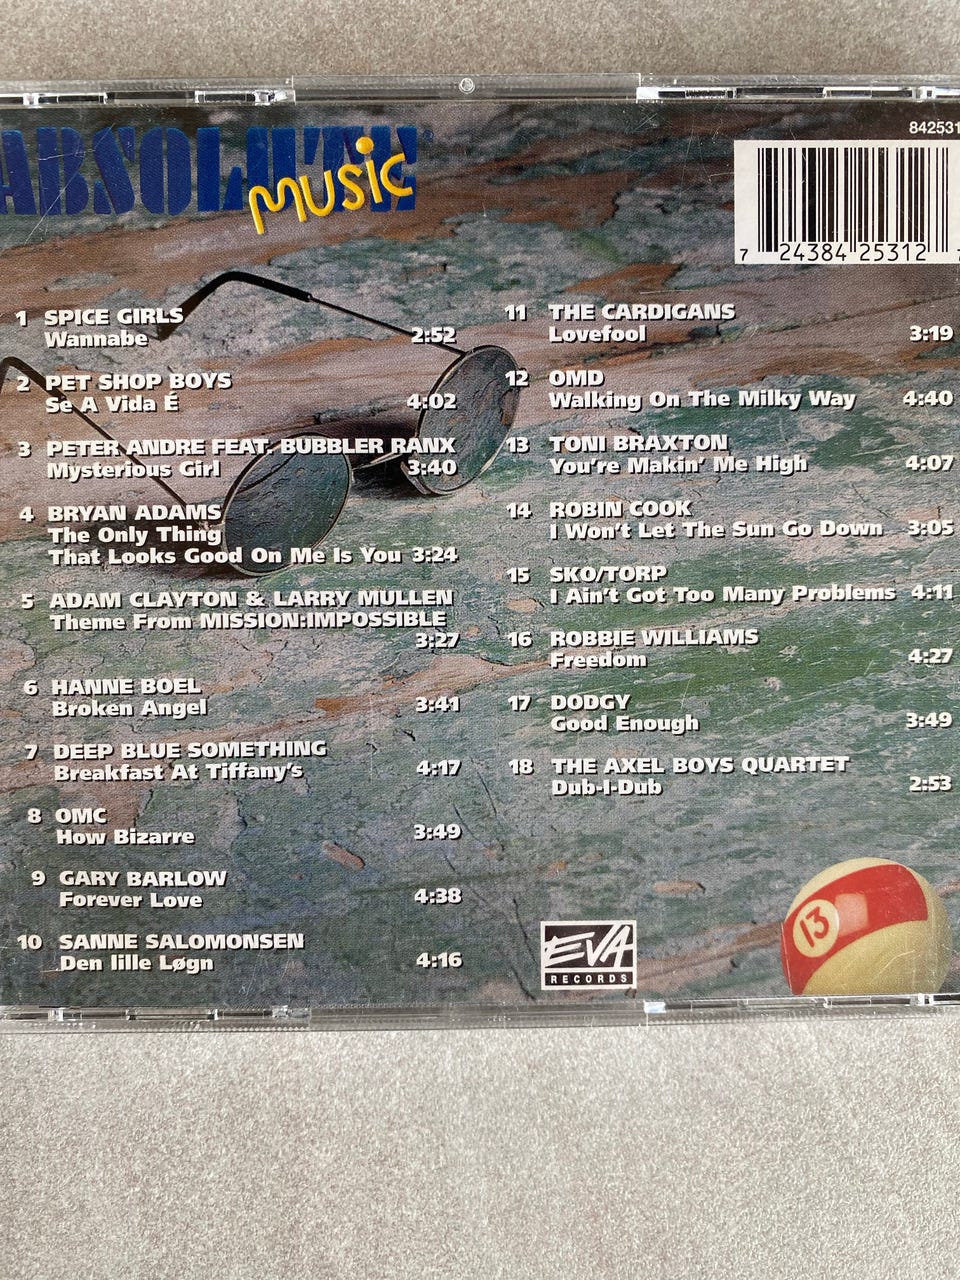 ABSOLUTE
Music
842531
7 24384 25312 7
1 SPICE GIRLS
Wannabe 2:52
2 PET SHOP BOYS
Se A Vida É 4:02
3 PETER ANDRE FEAT. BUBBLER RANX
Mysterious Girl 3:40
4 BRYAN ADAMS
The Only Thing
That Looks Good On Me Is You 3:24
5 ADAM CLAYTON & LARRY MULLEN
Theme From MISSION:IMPOSSIBLE
3:27
6 HANNE BOEL
Broken Angel 3:41
7 DEEP BLUE SOMETHING
Breakfast At Tiffany's 4:17
8 OMC
How Bizarre 3:49
9 GARY BARLOW
Forever Love 4:38
10 SANNE SALOMONSEN
Den lille Løgn 4:16
11 THE CARDIGANS
Lovefool 3:19
12 OMD
Walking On The Milky Way 4:40
13 TONI BRAXTON
You're Makin' Me High 4:07
14 ROBIN COOK
I Won't Let The Sun Go Down 3:05
15 SKO/TORP
I Ain't Got Too Many Problems 4:11
16 ROBBIE WILLIAMS
Freedom 4:27
17 DODGY
Good Enough 3:49
18 THE AXEL BOYS QUARTET
Dub-I-Dub 2:53
EVA
RECORDS
13